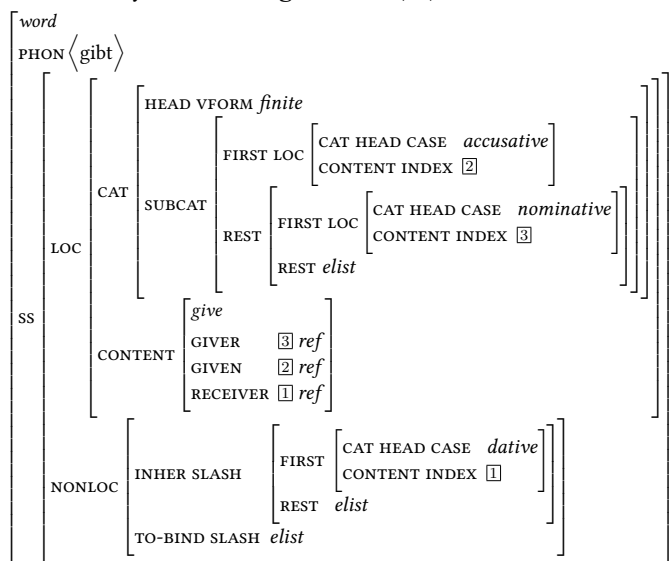 word
PHON ⟨gibt⟩
HEAD VFORM finite
FIRST LOC
CAT HEAD CASE accusative
CONTENT INDEX 2
CAT
SUBCAT
REST
FIRST LOC
CAT HEAD CASE nominative
CONTENT INDEX 3
REST elist
LOC
SS
CONTENT
give
GIVER 3 ref
GIVEN 2 ref
RECEIVER 1 ref
NONLOC
INHER SLASH
FIRST
CAT HEAD CASE dative
CONTENT INDEX 1
REST elist
TO-BIND SLASH elist